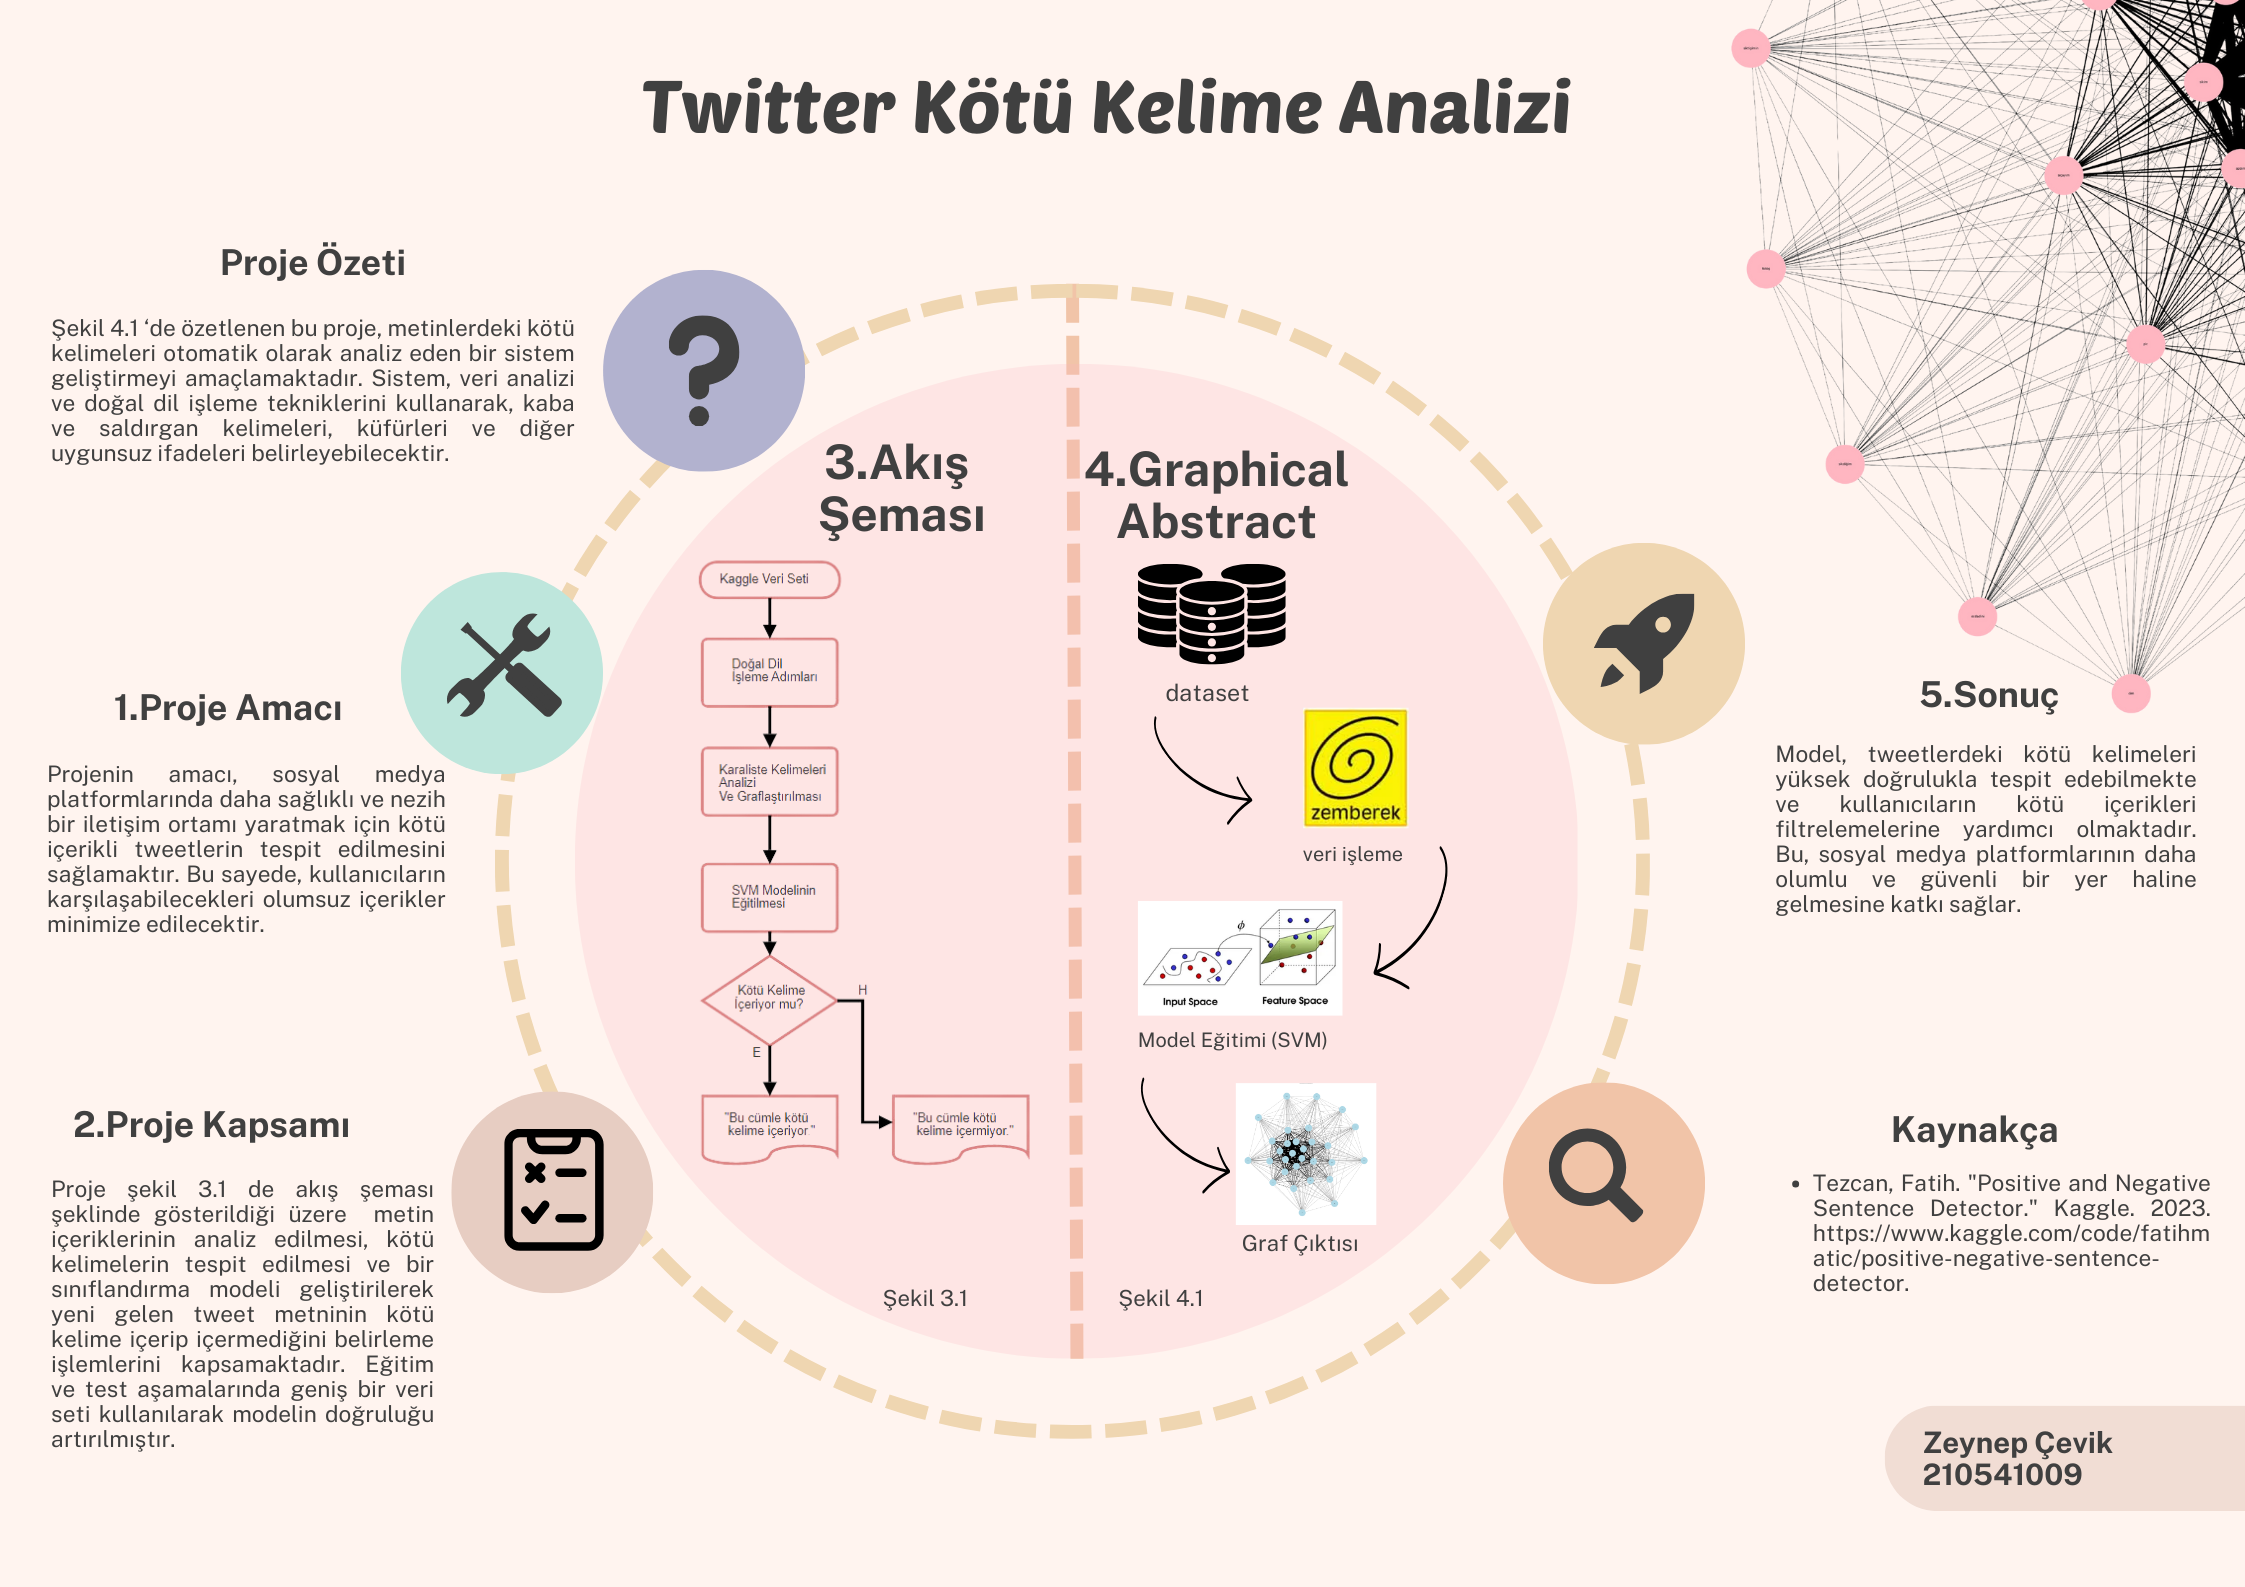 Twitter Kötü Kelime Analizi
Proje Özeti
Şekil 4.1 ‘de özetlenen bu proje, metinlerdeki kötü
kelimeleri otomatik olarak analiz eden bir sistem
geliştirmeyi amaçlamaktadır. Sistem, veri analizi
ve doğal dil işleme tekniklerini kullanarak, kaba
ve saldırgan kelimeleri, küfürleri ve diğer
uygunsuz ifadeleri belirleyebilecektir.
1.Proje Amacı
Projenin amacı, sosyal medya
platformlarında daha sağlıklı ve nezih
bir iletişim ortamı yaratmak için kötü
içerikli tweetlerin tespit edilmesini
sağlamaktır. Bu sayede, kullanıcıların
karşılaşabilecekleri olumsuz içerikler
minimize edilecektir.
2.Proje Kapsamı
Proje şekil 3.1 de akış şeması
şeklinde gösterildiği üzere metin
içeriklerinin analiz edilmesi, kötü
kelimelerin tespit edilmesi ve bir
sınıflandırma modeli geliştirilerek
yeni gelen tweet metninin kötü
kelime içerip içermediğini belirleme
işlemlerini kapsamaktadır. Eğitim
ve test aşamalarında geniş bir veri
seti kullanılarak modelin doğruluğu
artırılmıştır.
3.Akış
Şeması
Kaggle Veri Seti
Doğal Dil
İşleme Adımları
Karaliste Kelimeleri
Analizi
Ve Graflaştırılması
SVM Modelinin
Eğitilmesi
Kötü Kelime
İçeriyor mu?
H
E
"Bu cümle kötü
kelime içeriyor."
"Bu cümle kötü
kelime içermiyor."
Şekil 3.1
4.Graphical
Abstract
dataset
zemberek
veri işleme
ϕ
Input Space
Feature Space
Model Eğitimi (SVM)
Graf Çıktısı
Şekil 4.1
5.Sonuç
Model, tweetlerdeki kötü kelimeleri
yüksek doğrulukla tespit edebilmekte
ve kullanıcıların kötü içerikleri
filtrelemelerine yardımcı olmaktadır.
Bu, sosyal medya platformlarının daha
olumlu ve güvenli bir yer haline
gelmesine katkı sağlar.
Kaynakça
• Tezcan, Fatih. "Positive and Negative
Sentence Detector." Kaggle. 2023.
https://www.kaggle.com/code/fatihm
atic/positive-negative-sentence-
detector.
Zeynep Çevik
210541009